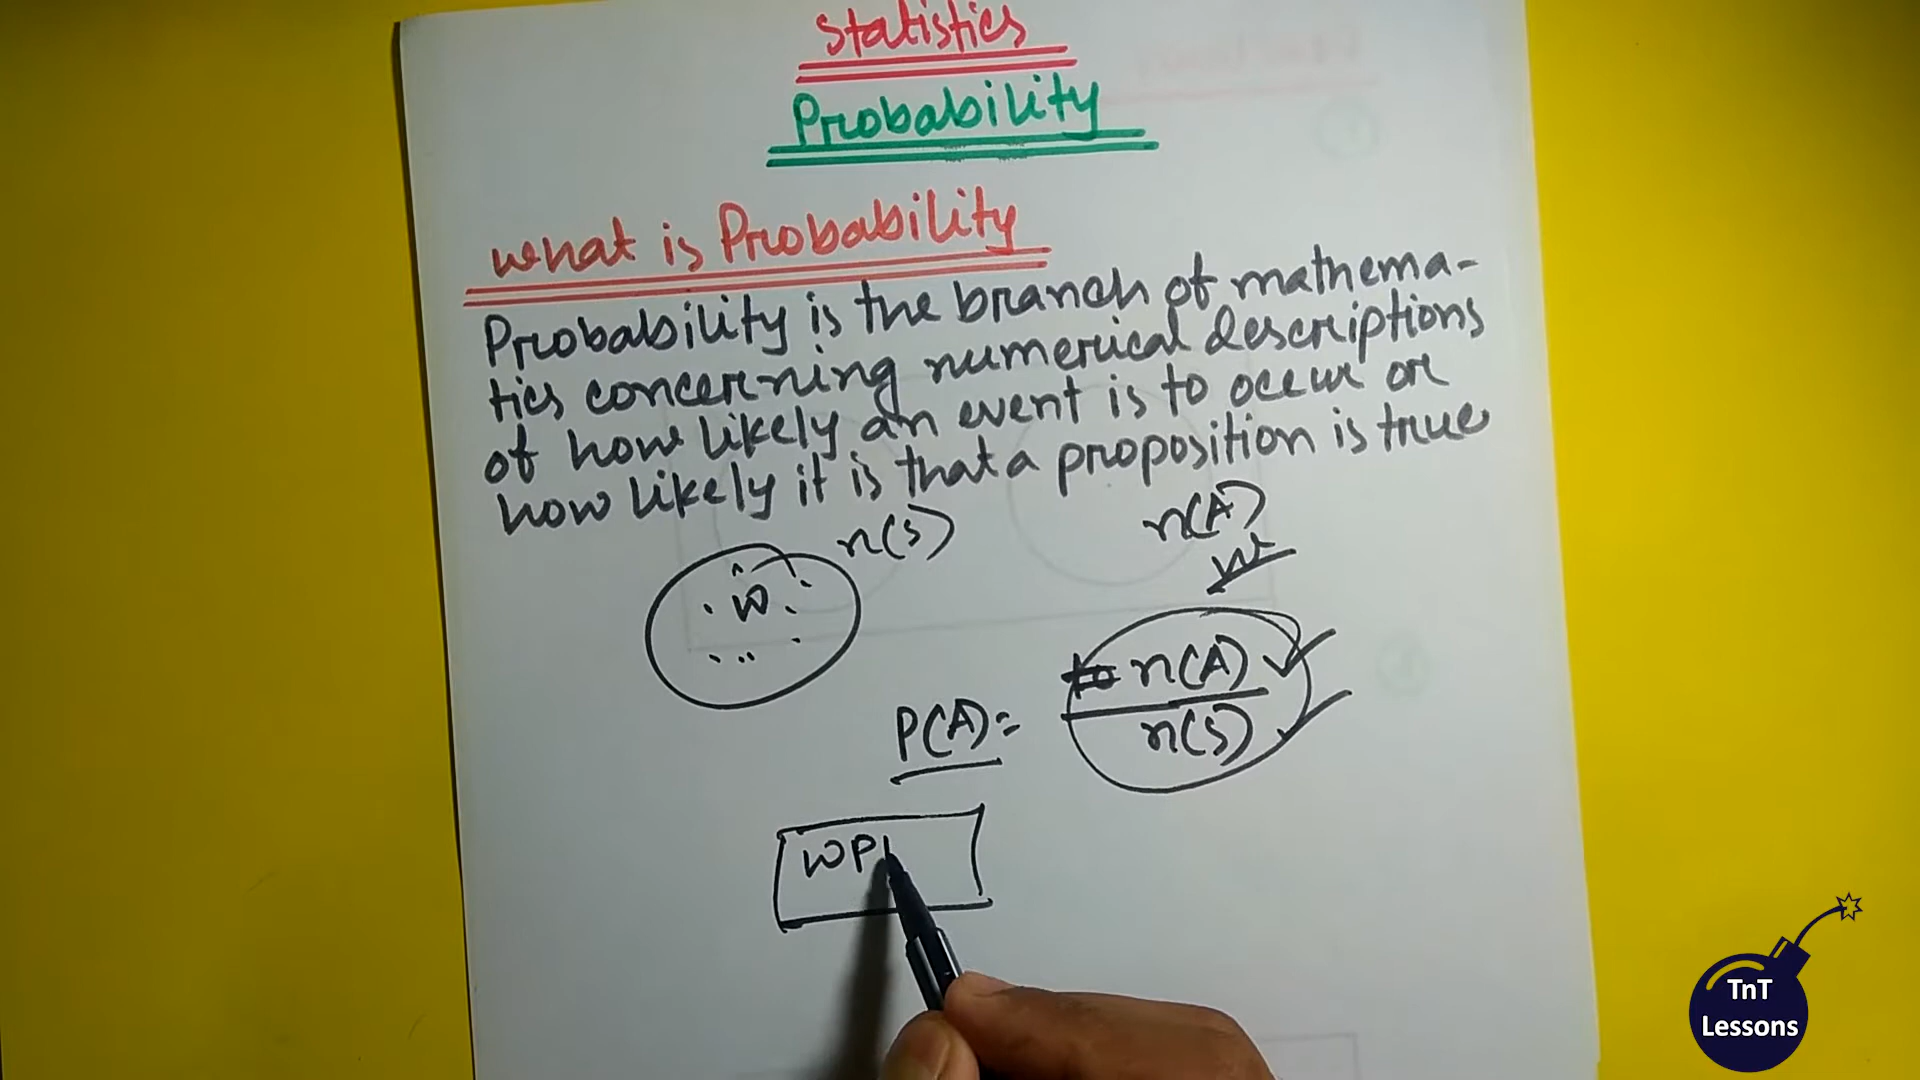 Statistics
Probability
what is Probability
Probability is the branch of mathema-
tics concerning numerical descriptions
of how likely an event is to occur or
how likely it is that a proposition is true
n(S)
n(A)
W
W
n(A)
P(A)=
n(S)
WPL
TnT
Lessons